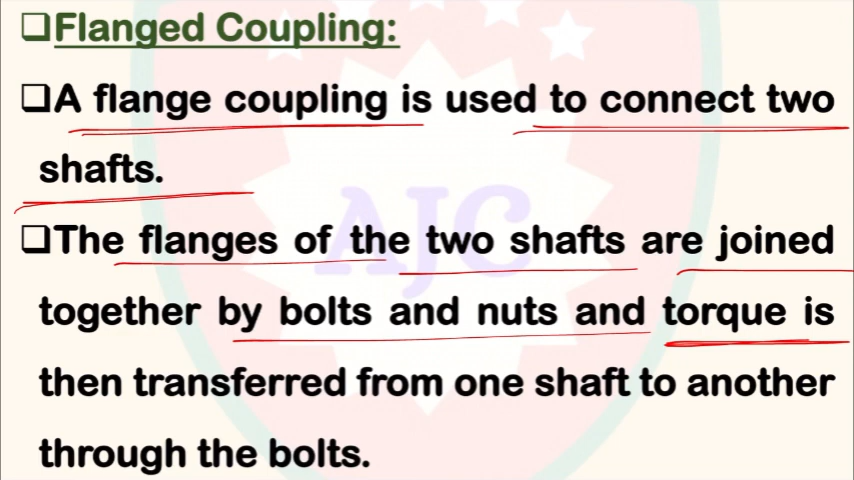 ❑Flanged Coupling:
❑A flange coupling is used to connect two
shafts.
AJC
❑The flanges of the two shafts are joined
together by bolts and nuts and torque is
then transferred from one shaft to another
through the bolts.